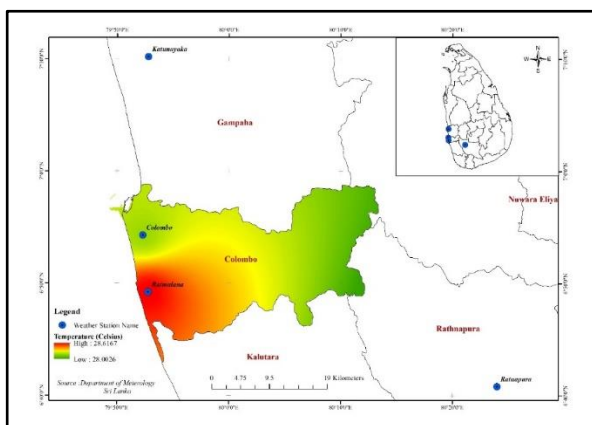 79°50'0"E 80°0'0"E 80°10'0"E 80°20'0"E
Katunayaka
Gampaha
Nuwara Eliya
Colombo
Colombo
Ratmalana
Rathnapura
Kalutara
Ratnapura
Legend
Weather Station Name
Temperature (Celsius)
High : 28.6167
Low : 28.0026
Source : Department of Meteorology
Sri Lanka
0 4.75 9.5 19 Kilometers
N
W E
S